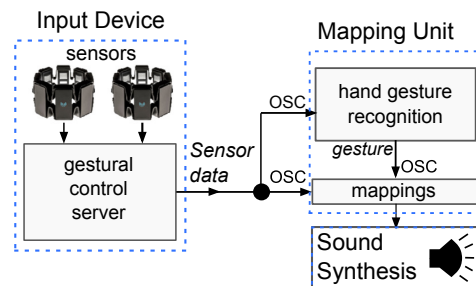 Input Device
sensors
gestural
control
server
Sensor
data
OSC
OSC
Mapping Unit
hand gesture
recognition
gesture
OSC
mappings
Sound
Synthesis